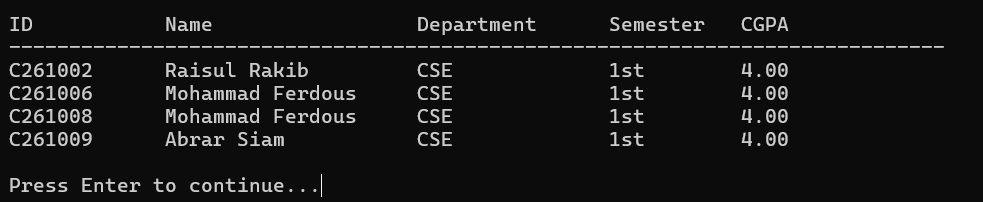 ID Name Department Semester CGPA
------------------------------------------------------------------------------
C261002 Raisul Rakib CSE 1st 4.00
C261006 Mohammad Ferdous CSE 1st 4.00
C261008 Mohammad Ferdous CSE 1st 4.00
C261009 Abrar Siam CSE 1st 4.00
Press Enter to continue...